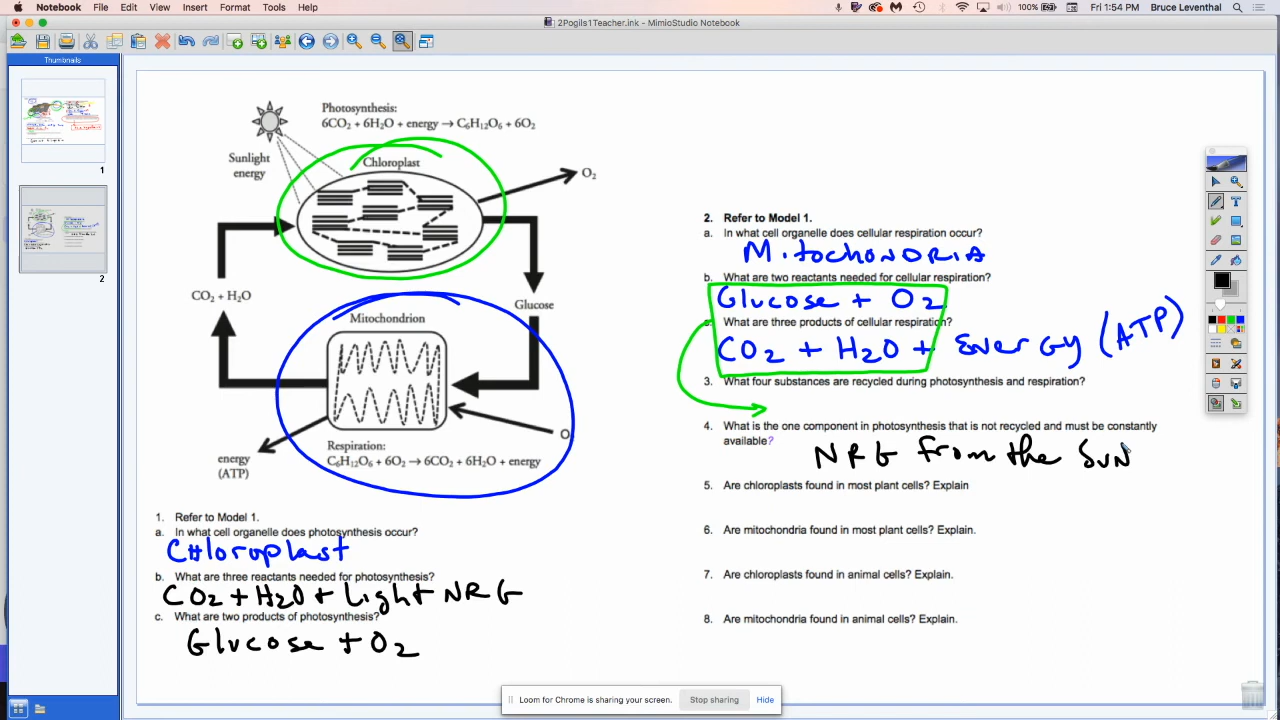 Notebook File Edit View Insert Format Tools Help
100% Fri 1:54 PM Bruce Leventhal
2Pogils1Teacher.ink - MimioStudio Notebook
Thumbnails
1
2
Photosynthesis:
6CO₂ + 6H₂O + energy → C₆H₁₂O₆ + 6O₂
Sunlight
energy
Chloroplast
O₂
CO₂ + H₂O
Glucose
Mitochondrion
O
energy
(ATP)
Respiration:
C₆H₁₂O₆ + 6O₂ → 6CO₂ + 6H₂O + energy
1. Refer to Model 1.
a. In what cell organelle does photosynthesis occur?
CHloroplast
b. What are three reactants needed for photosynthesis?
CO₂ + H₂O + Light NRG
c. What are two products of photosynthesis?
Glucose + O₂
2. Refer to Model 1.
a. In what cell organelle does cellular respiration occur?
MitochONDRIA
b. What are two reactants needed for cellular respiration?
Glucose + O₂
c. What are three products of cellular respiration?
CO₂ + H₂O + Energy (ATP)
3. What four substances are recycled during photosynthesis and respiration?
4. What is the one component in photosynthesis that is not recycled and must be constantly
available?
NRG from the SuN
5. Are chloroplasts found in most plant cells? Explain
6. Are mitochondria found in most plant cells? Explain.
7. Are chloroplasts found in animal cells? Explain.
8. Are mitochondria found in animal cells? Explain.
Loom for Chrome is sharing your screen. Stop sharing Hide